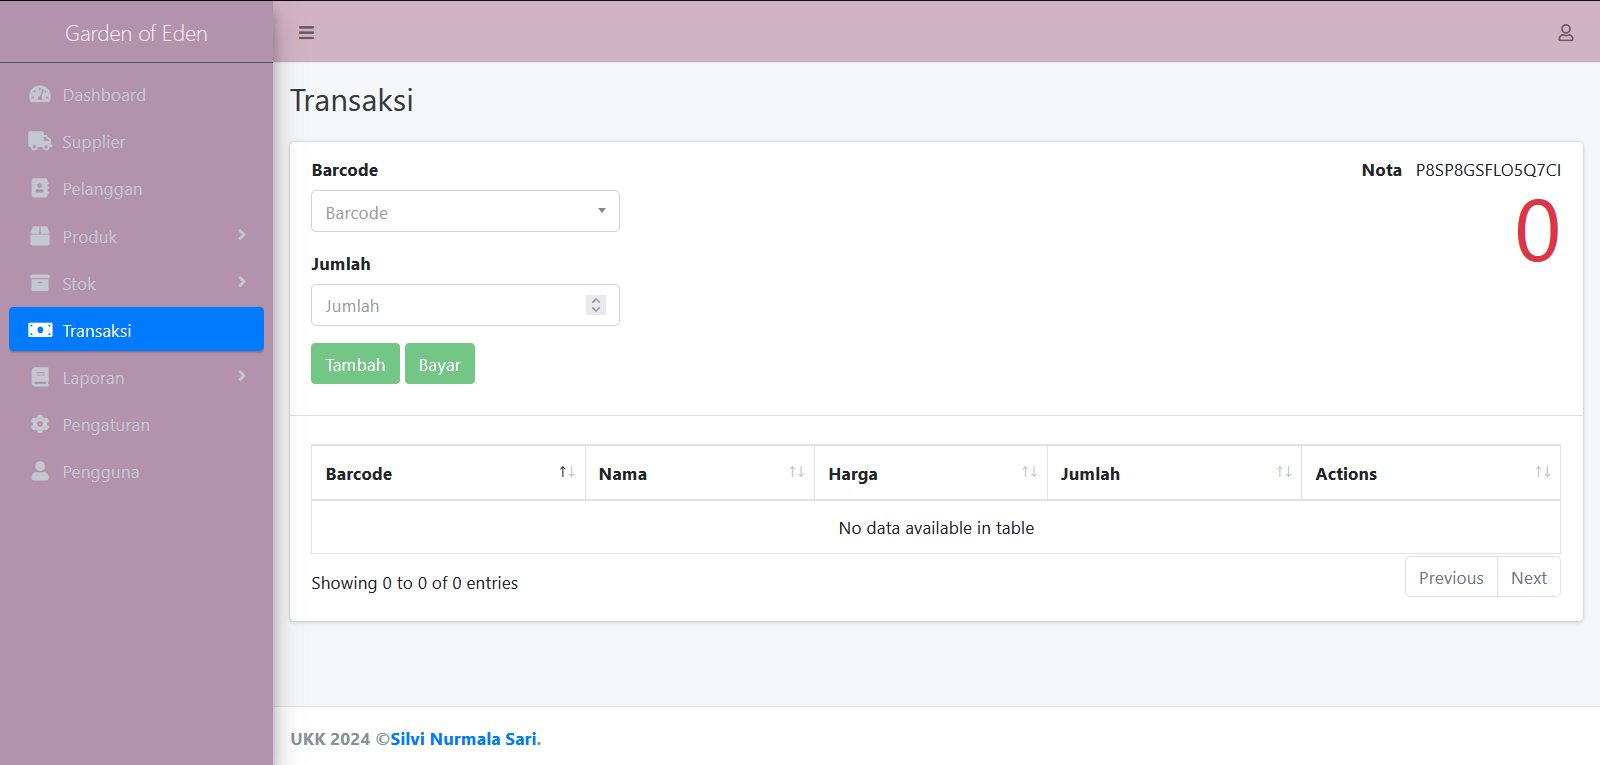 Garden of Eden
Dashboard
Supplier
Pelanggan
Produk
Stok
Transaksi
Laporan
Pengaturan
Pengguna
Transaksi
Barcode
Nota P8SP8GSFLO5Q7CI
Barcode
0
Jumlah
Jumlah
Tambah Bayar
Barcode Nama Harga Jumlah Actions
No data available in table
Showing 0 to 0 of 0 entries
Previous Next
UKK 2024 ©Silvi Nurmala Sari.